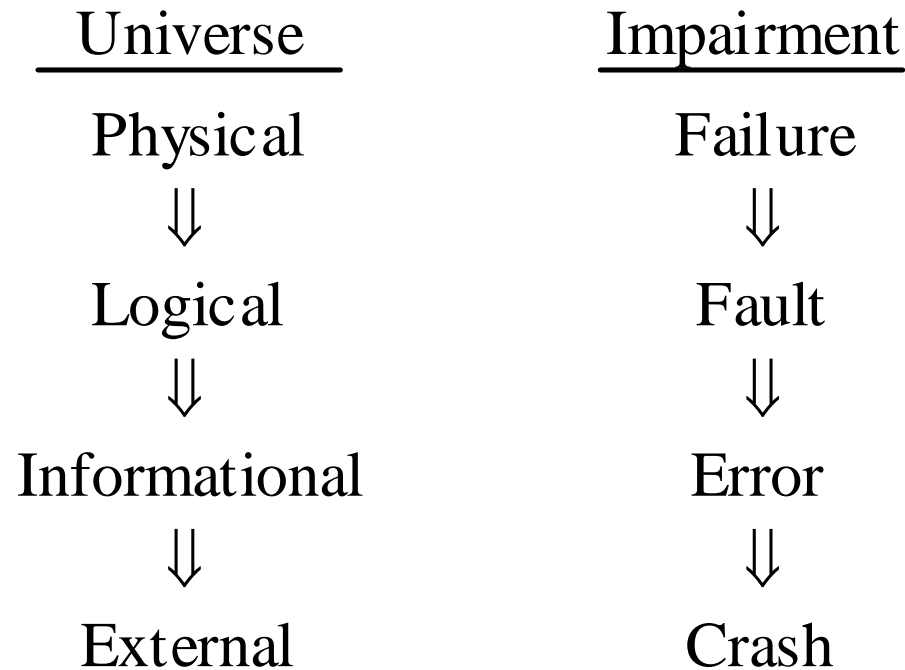 Universe Impairment
Physical Failure
⇓ ⇓
Logical Fault
⇓ ⇓
Informational Error
⇓ ⇓
External Crash